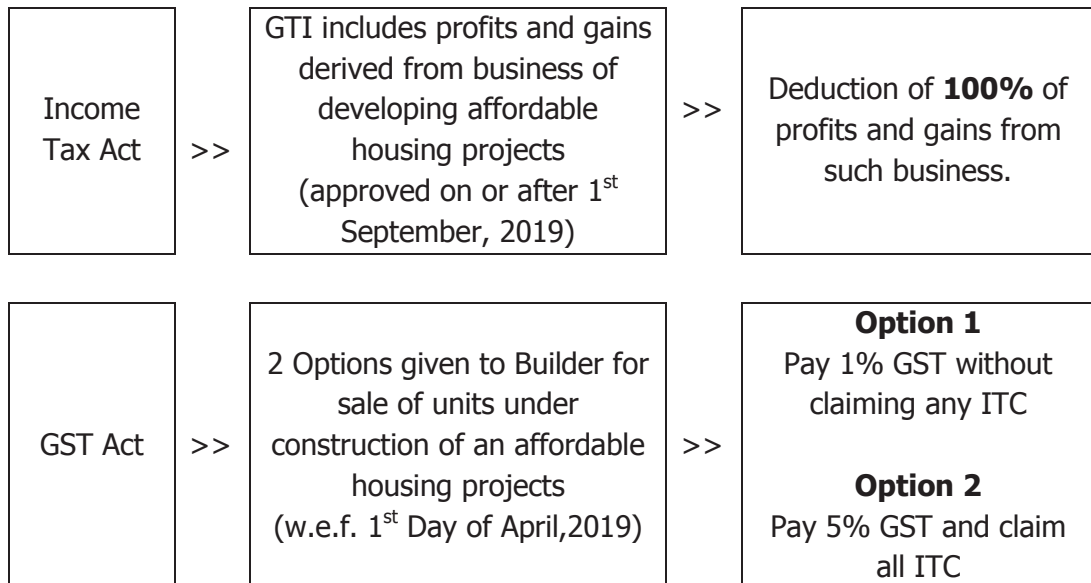 Income
Tax Act
>>
GTI includes profits and gains
derived from business of
developing affordable
housing projects
(approved on or after 1st
September, 2019)
>>
Deduction of 100% of
profits and gains from
such business.
GST Act
>>
2 Options given to Builder for
sale of units under
construction of an affordable
housing projects
(w.e.f. 1st Day of April,2019)
>>
Option 1
Pay 1% GST without
claiming any ITC
Option 2
Pay 5% GST and claim
all ITC